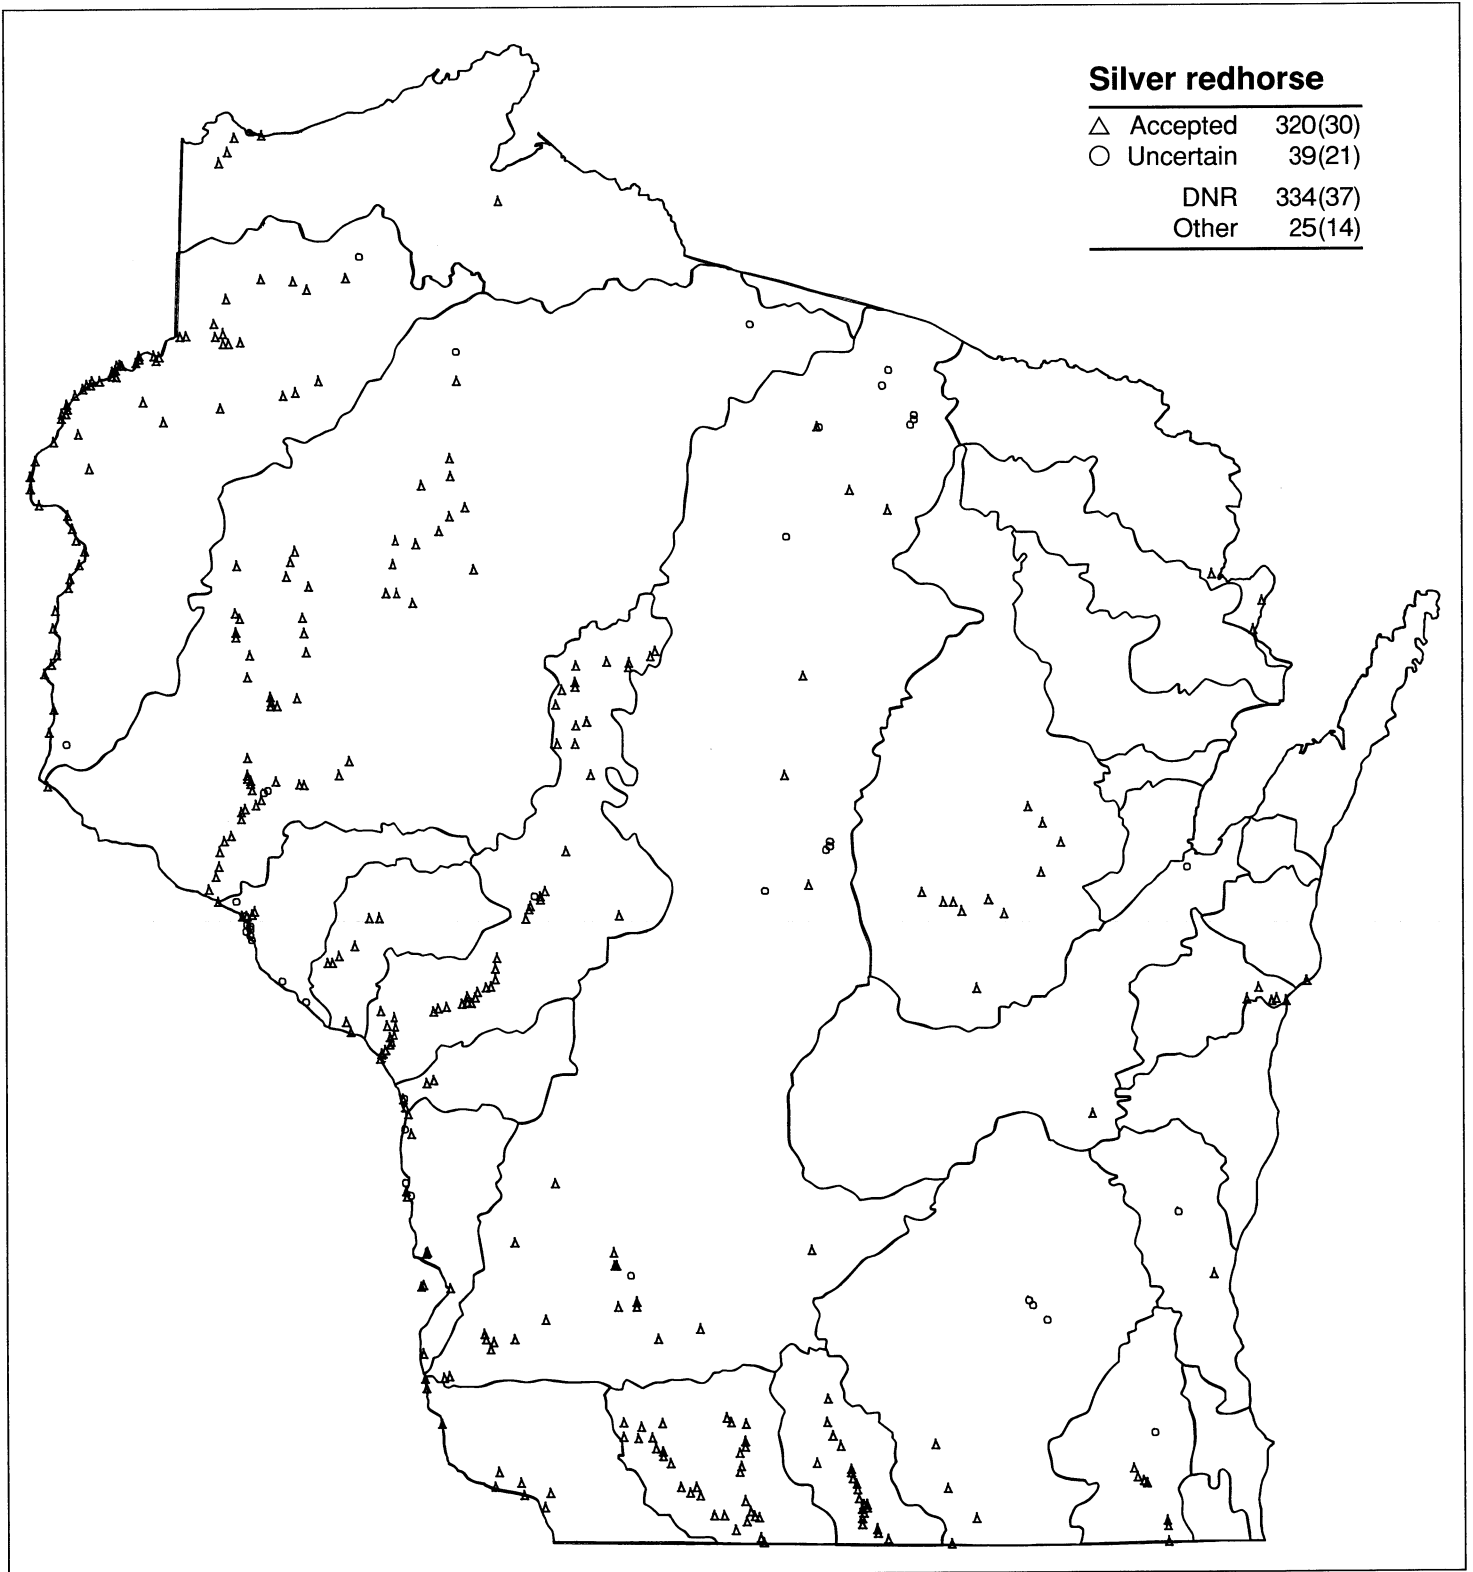 Silver redhorse
△ Accepted 320(30)
○ Uncertain 39(21)
DNR 334(37)
Other 25(14)